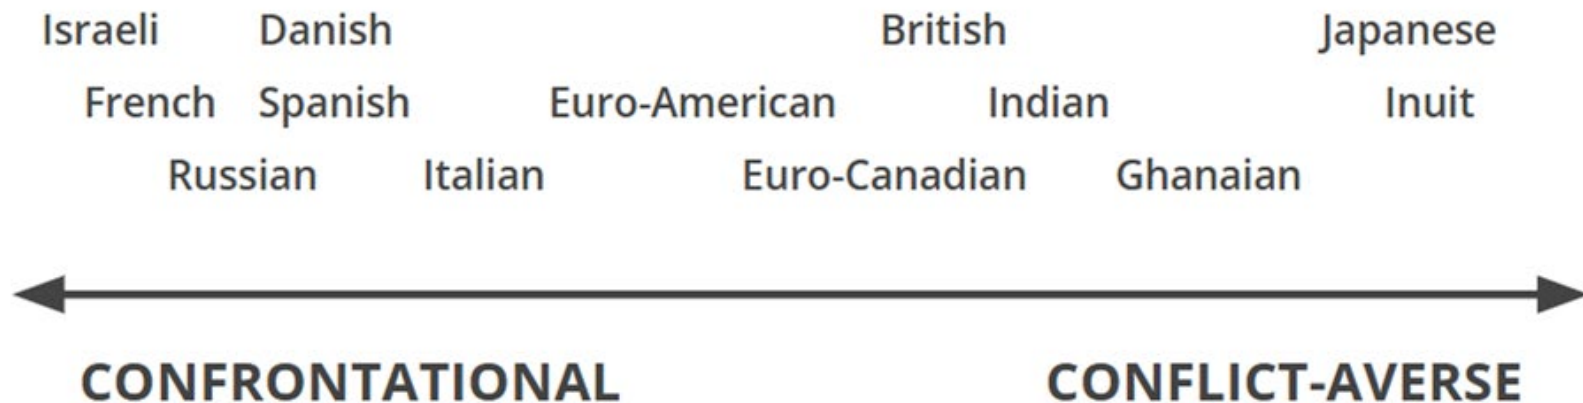 Israeli Danish British Japanese
French Spanish Euro-American Indian Inuit
Russian Italian Euro-Canadian Ghanaian
CONFRONTATIONAL CONFLICT-AVERSE